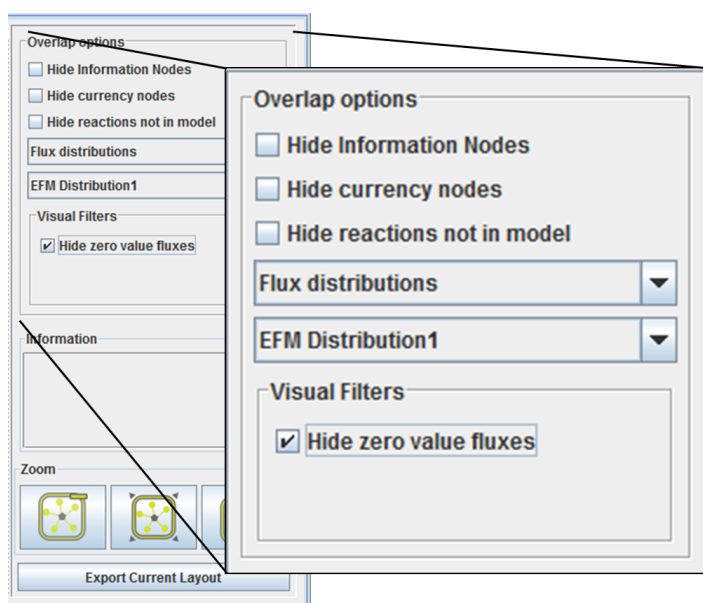 Overlap options
Hide Information Nodes
Hide currency nodes
Hide reactions not in model
Flux distributions
EFM Distribution1
Visual Filters
Hide zero value fluxes
Information
Zoom
Export Current Layout
Overlap options
Hide Information Nodes
Hide currency nodes
Hide reactions not in model
Flux distributions
EFM Distribution1
Visual Filters
Hide zero value fluxes